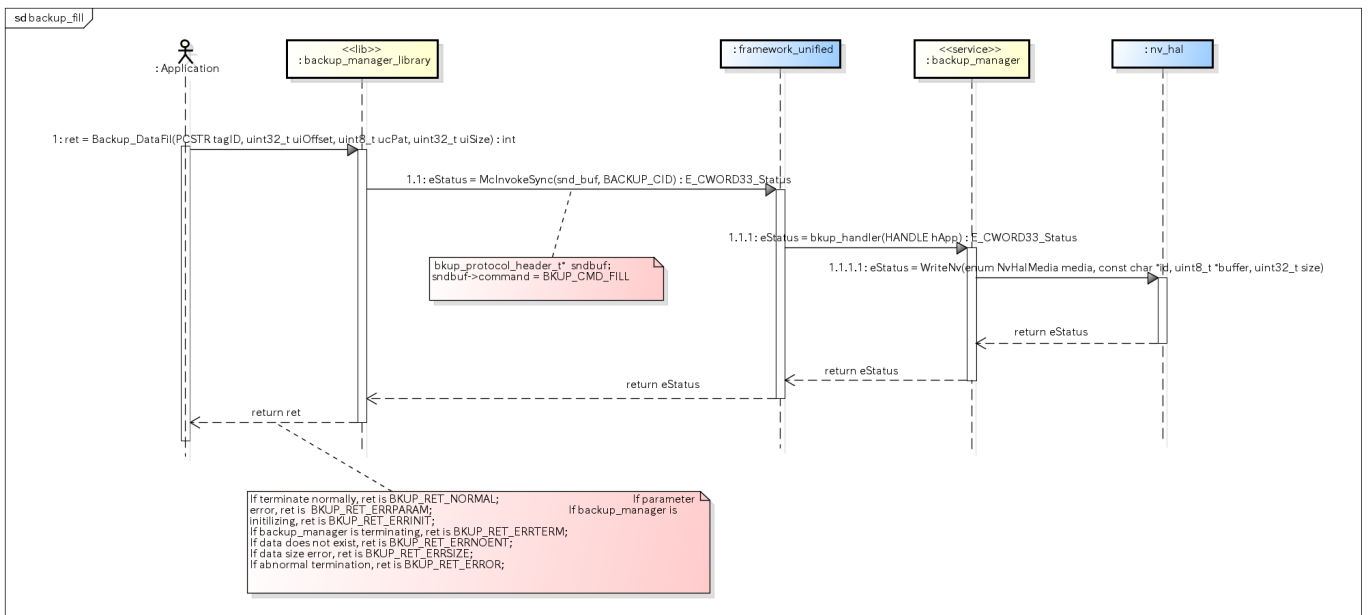 sd backup_fill
: Application
<<lib>>
: backup_manager_library
: framework_unified
<<service>>
: backup_manager
: nv_hal
1: ret = Backup_DataFil(PCSTR tagID, uint32_t uiOffset, uint8_t ucPat, uint32_t uiSize) : int
1.1: eStatus = McInvokeSync(snd_buf, BACKUP_CID) : E_CWORD33_Status
1.1.1: eStatus = bkup_handler(HANDLE hApp) : E_CWORD33_Status
bkup_protocol_header_t* sndbuf;
sndbuf->command = BKUP_CMD_FILL
1.1.1.1: eStatus = WriteNv(enum NvHalMedia media, const char *id, uint8_t *buffer, uint32_t size)
return eStatus
return eStatus
return eStatus
return ret
If terminate normally, ret is BKUP_RET_NORMAL; If parameter
error, ret is BKUP_RET_ERRPARAM; If backup_manager is
initilizing, ret is BKUP_RET_ERRINIT;
If backup_manager is terminating, ret is BKUP_RET_ERRTERM;
If data does not exist, ret is BKUP_RET_ERRNOENT;
If data size error, ret is BKUP_RET_ERRSIZE;
If abnormal termination, ret is BKUP_RET_ERROR;